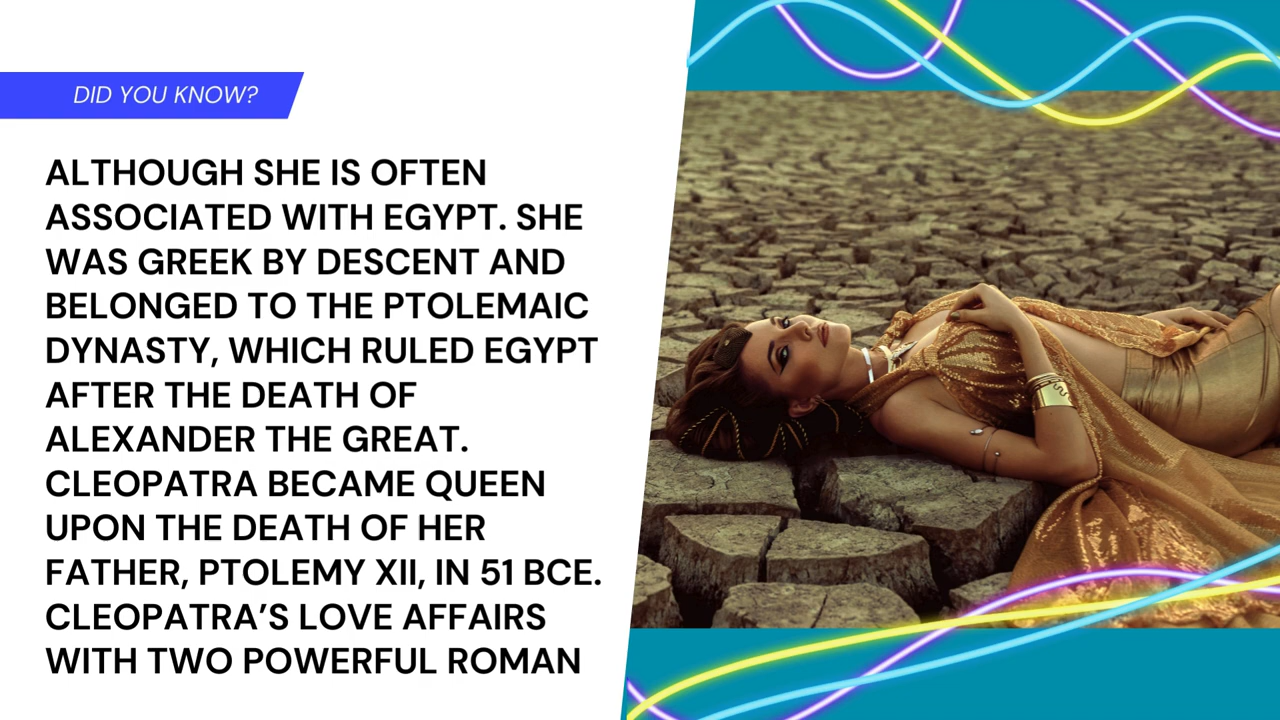 DID YOU KNOW?
ALTHOUGH SHE IS OFTEN
ASSOCIATED WITH EGYPT. SHE
WAS GREEK BY DESCENT AND
BELONGED TO THE PTOLEMAIC
DYNASTY, WHICH RULED EGYPT
AFTER THE DEATH OF
ALEXANDER THE GREAT.
CLEOPATRA BECAME QUEEN
UPON THE DEATH OF HER
FATHER, PTOLEMY XII, IN 51 BCE.
CLEOPATRA’S LOVE AFFAIRS
WITH TWO POWERFUL ROMAN